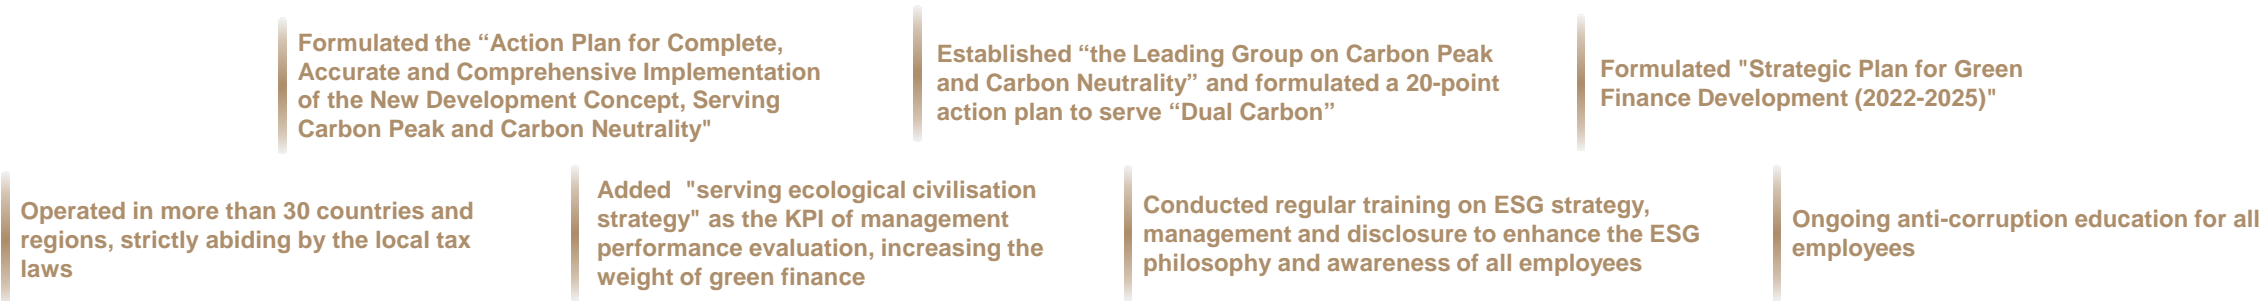 Formulated the “Action Plan for Complete,
Accurate and Comprehensive Implementation
of the New Development Concept, Serving
Carbon Peak and Carbon Neutrality"
Established “the Leading Group on Carbon Peak
and Carbon Neutrality” and formulated a 20-point
action plan to serve “Dual Carbon”
Formulated "Strategic Plan for Green
Finance Development (2022-2025)"
Operated in more than 30 countries and
regions, strictly abiding by the local tax
laws
Added  "serving ecological civilisation
strategy" as the KPI of management
performance evaluation, increasing the
weight of green finance
Conducted regular training on ESG strategy,
management and disclosure to enhance the ESG
philosophy and awareness of all employees
Ongoing anti-corruption education for all
employees